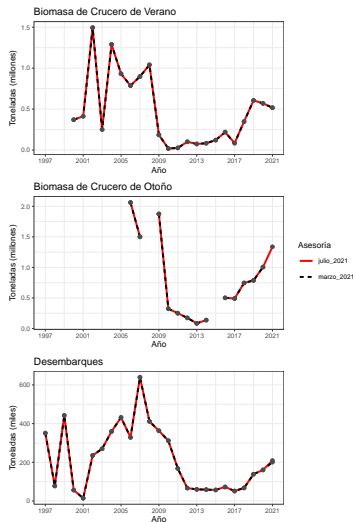 Biomasa de Crucero de Verano
Toneladas (millones)
1.5
1.0
0.5
0.0
1997 2001 2005 2009 2013 2017 2021
Año
Biomasa de Crucero de Otoño
Toneladas (millones)
2.0
1.5
1.0
0.5
0.0
1997 2001 2005 2009 2013 2017 2021
Año
Asesoría
julio_2021
marzo_2021
Desembarques
Toneladas (miles)
600
400
200
0
1997 2001 2005 2009 2013 2017 2021
Año